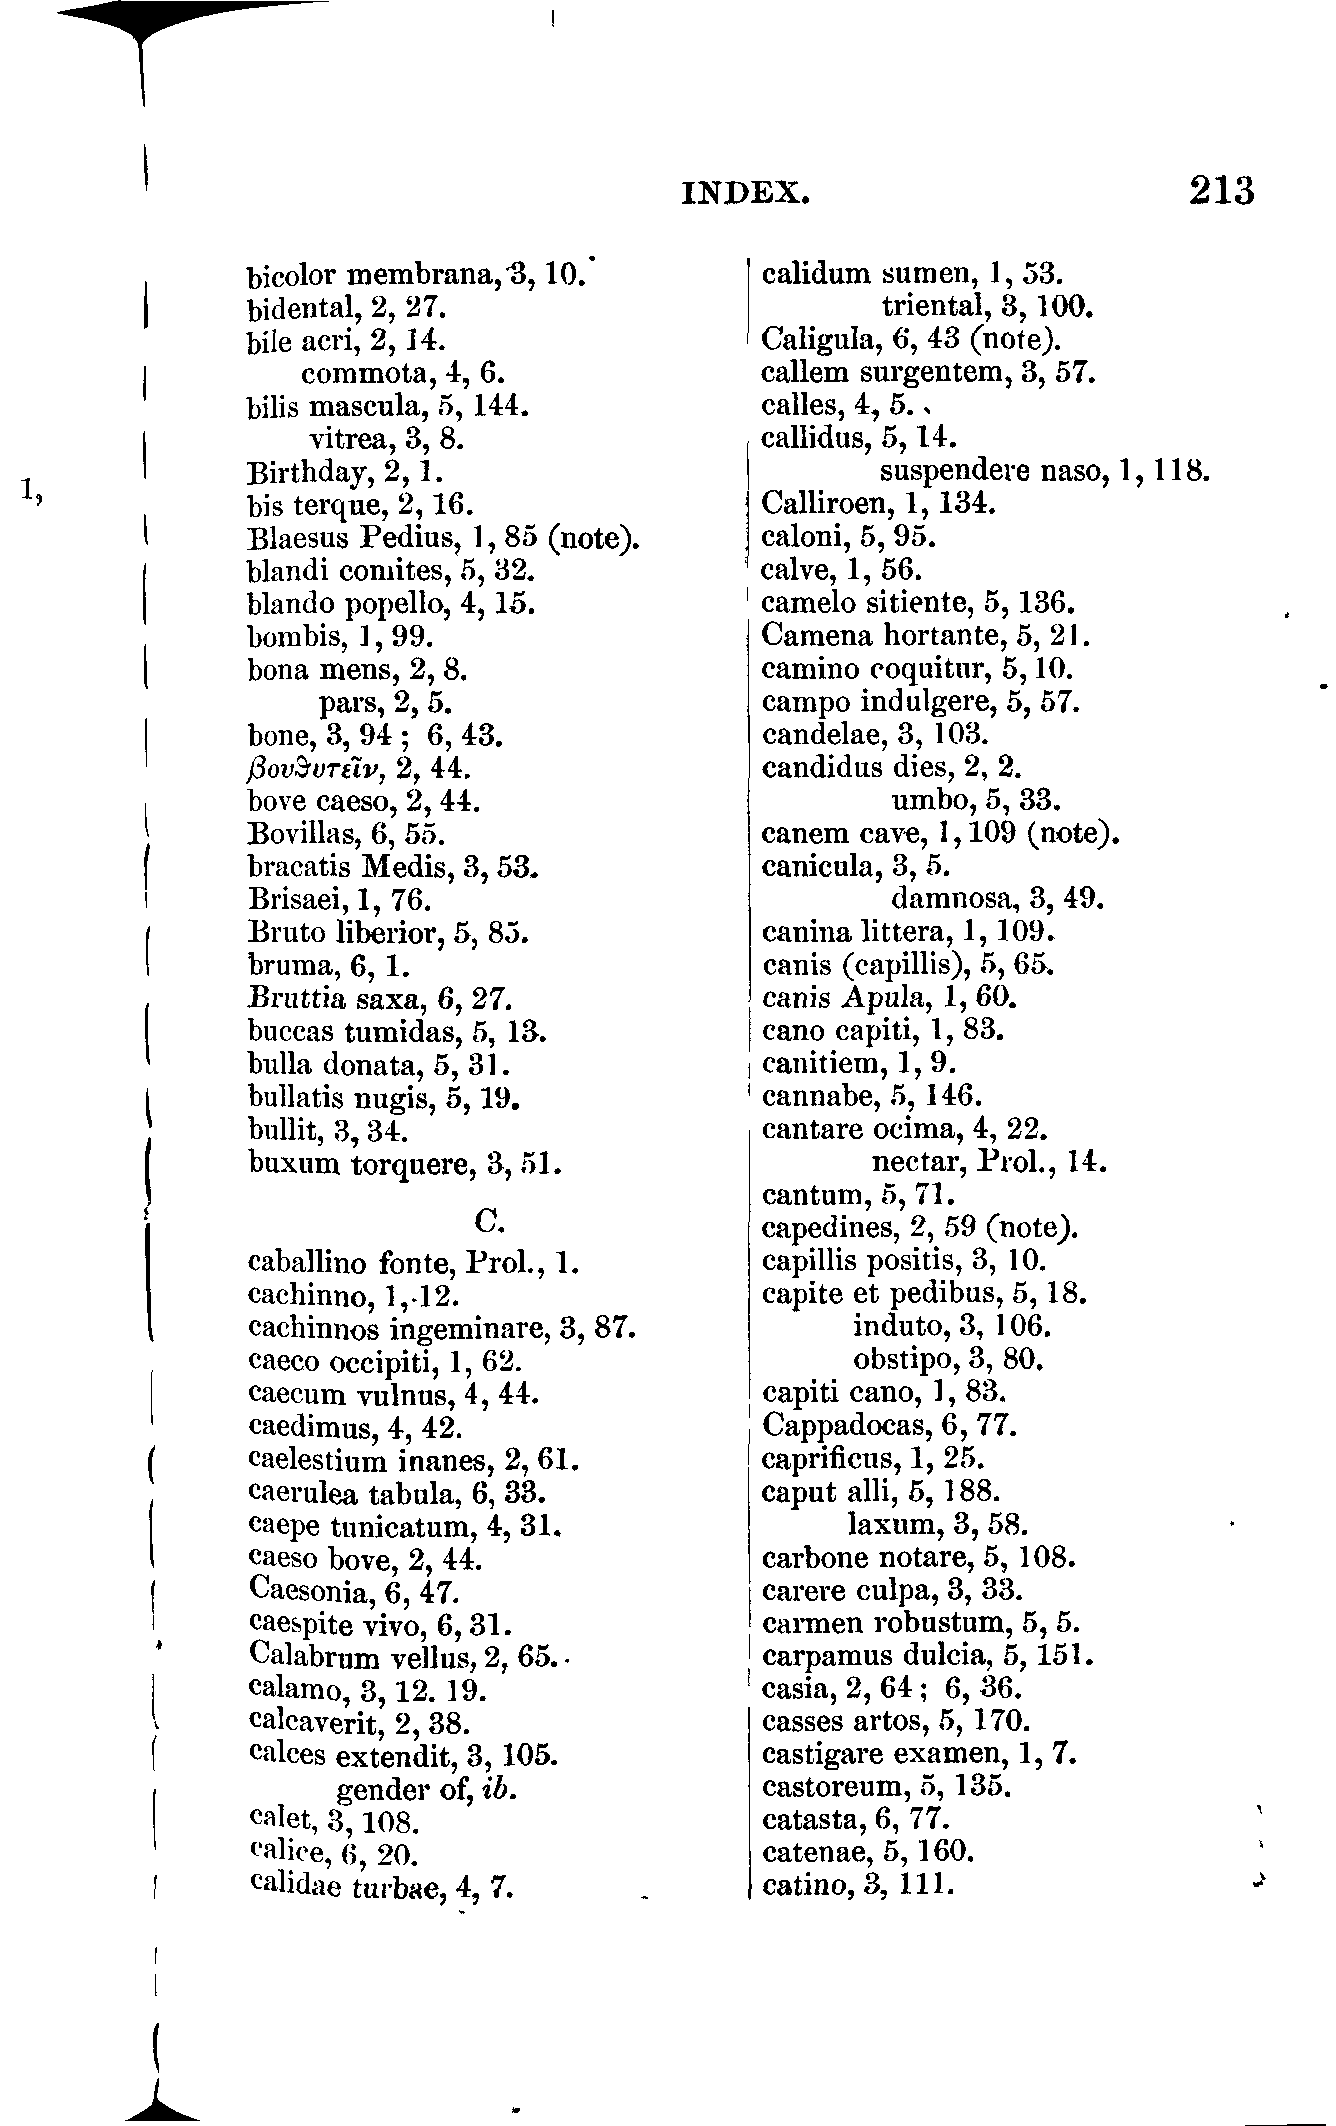 INDEX. 213
bicolor membrana, 3, 10.
bidental, 2, 27.
bile acri, 2, 14.
commota, 4, 6.
bilis mascula, 5, 144.
vitrea, 3, 8.
Birthday, 2, 1.
bis terque, 2, 16.
Blaesus Pedius, 1, 85 (note).
blandi comites, 5, 32.
blando popello, 4, 15.
bombis, 1, 99.
bona mens, 2, 8.
pars, 2, 5.
bone, 3, 94 ; 6, 43.
βουϑυτεῖν, 2, 44.
bove caeso, 2, 44.
Bovillas, 6, 55.
bracatis Medis, 3, 53.
Brisaei, 1, 76.
Bruto liberior, 5, 85.
bruma, 6, 1.
Bruttia saxa, 6, 27.
buccas tumidas, 5, 13.
bulla donata, 5, 31.
bullatis nugis, 5, 19.
bullit, 3, 34.
buxum torquere, 3, 51.
C.
caballino fonte, Prol., 1.
cachinno, 1, 12.
cachinnos ingeminare, 3, 87.
caeco occipiti, 1, 62.
caecum vulnus, 4, 44.
caedimus, 4, 42.
caelestium inanes, 2, 61.
caerulea tabula, 6, 33.
caepe tunicatum, 4, 31.
caeso bove, 2, 44.
Caesonia, 6, 47.
caespite vivo, 6, 31.
Calabrum vellus, 2, 65.
calamo, 3, 12. 19.
calcaverit, 2, 38.
calces extendit, 3, 105.
gender of, ib.
calet, 3, 108.
calice, 6, 20.
calidae turbae, 4, 7.
calidum sumen, 1, 53.
triental, 3, 100.
Caligula, 6, 43 (note).
callem surgentem, 3, 57.
calles, 4, 5.
callidus, 5, 14.
suspendere naso, 1, 118.
Calliroen, 1, 134.
caloni, 5, 95.
calve, 1, 56.
camelo sitiente, 5, 136.
Camena hortante, 5, 21.
camino coquitur, 5, 10.
campo indulgere, 5, 57.
candelae, 3, 103.
candidus dies, 2, 2.
umbo, 5, 33.
canem cave, 1, 109 (note).
canicula, 3, 5.
damnosa, 3, 49.
canina littera, 1, 109.
canis (capillis), 5, 65.
canis Apula, 1, 60.
cano capiti, 1, 83.
canitiem, 1, 9.
cannabe, 5, 146.
cantare ocima, 4, 22.
nectar, Prol., 14.
cantum, 5, 71.
capedines, 2, 59 (note).
capillis positis, 3, 10.
capite et pedibus, 5, 18.
induto, 3, 106.
obstipo, 3, 80.
capiti cano, 1, 83.
Cappadocas, 6, 77.
caprificus, 1, 25.
caput alli, 5, 188.
laxum, 3, 58.
carbone notare, 5, 108.
carere culpa, 3, 33.
carmen robustum, 5, 5.
carpamus dulcia, 5, 151.
casia, 2, 64 ; 6, 36.
casses artos, 5, 170.
castigare examen, 1, 7.
castoreum, 5, 135.
catasta, 6, 77.
catenae, 5, 160.
catino, 3, 111.
1,